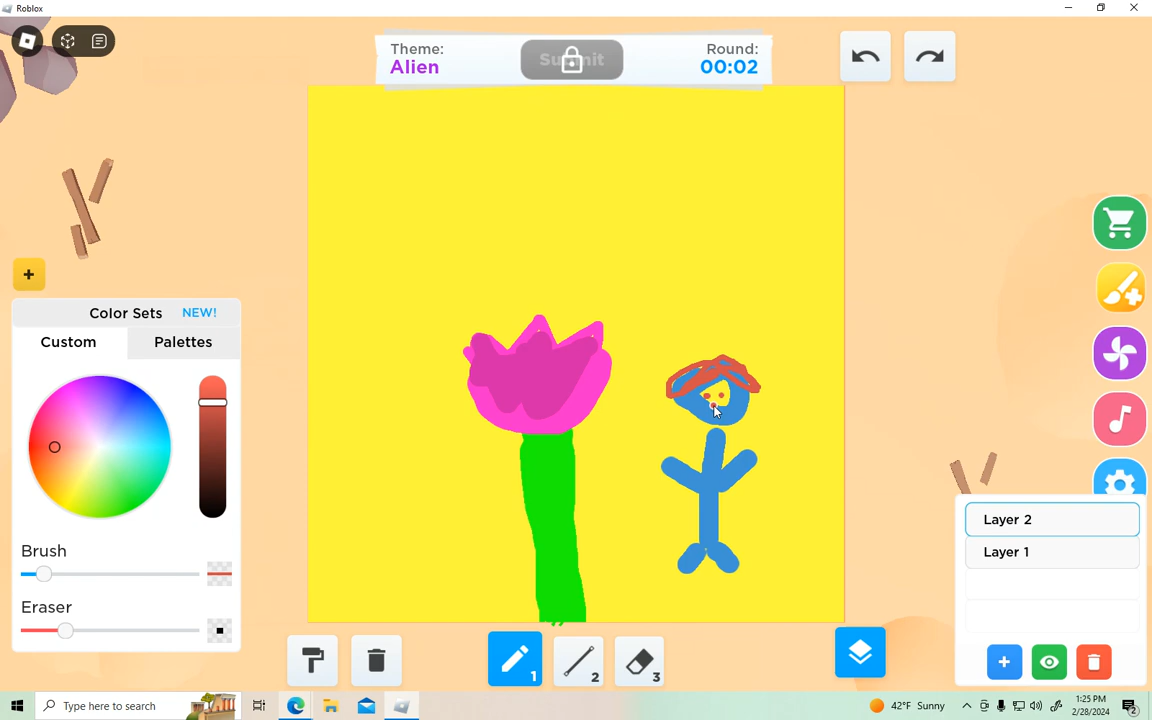 Roblox
Theme:
Alien
Submit
Round:
00:02
Color Sets NEW!
Custom Palettes
Brush
Eraser
1
2
3
Layer 2
Layer 1
Type here to search
42°F Sunny
1:25 PM
2/28/2024
2